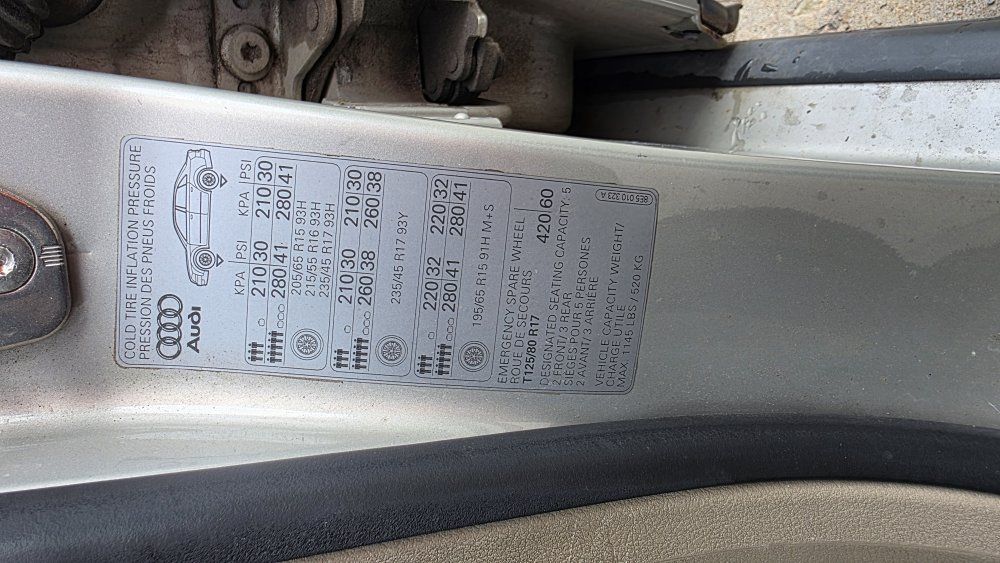 COLD TIRE INFLATION PRESSURE
PRESSION DES PNEUS FROIDS
Audi
KPA PSI KPA PSI
210|30 210|30
280|41 280|41
205/65 R15 93H
215/55 R16 93H
235/45 R17 93H
210|30 210|30
260|38 260|38
235/45 R17 93Y
220|32 220|32
280|41 280|41
195/65 R15 91H M+S
EMERGENCY SPARE WHEEL
ROUE DE SECOURS
T125/80 R17 420|60
DESIGNATED SEATING CAPACITY: 5
2 FRONT/ 3 REAR
SIÈGES POUR 5 PERSONES
2 AVANT/ 3 ARRIÈRE
VEHICLE CAPACITY WEIGHT/
CHARGE UTILE
MAX. 1145 LBS / 520 KG
8E5 010 323 A